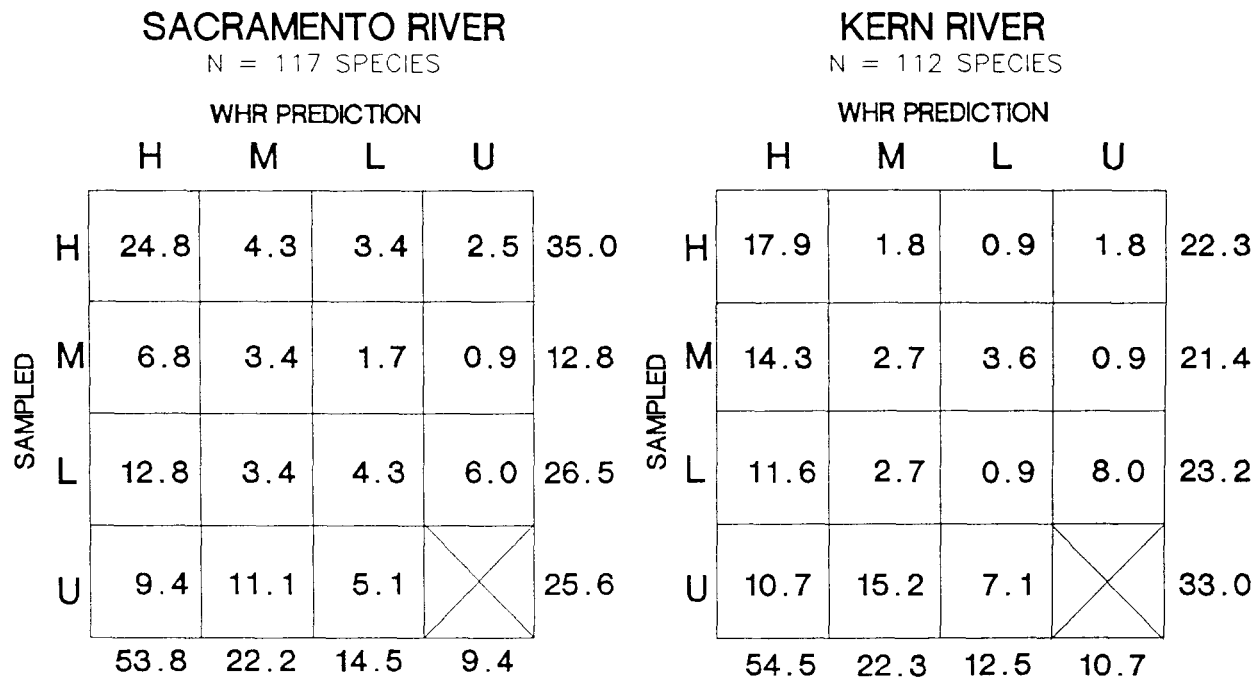 SACRAMENTO RIVER
N = 117 SPECIES
WHR PREDICTION
H M L U
SAMPLED
H 24.8 4.3 3.4 2.5 35.0
M 6.8 3.4 1.7 0.9 12.8
L 12.8 3.4 4.3 6.0 26.5
U 9.4 11.1 5.1 25.6
53.8 22.2 14.5 9.4
KERN RIVER
N = 112 SPECIES
WHR PREDICTION
H M L U
SAMPLED
H 17.9 1.8 0.9 1.8 22.3
M 14.3 2.7 3.6 0.9 21.4
L 11.6 2.7 0.9 8.0 23.2
U 10.7 15.2 7.1 33.0
54.5 22.3 12.5 10.7